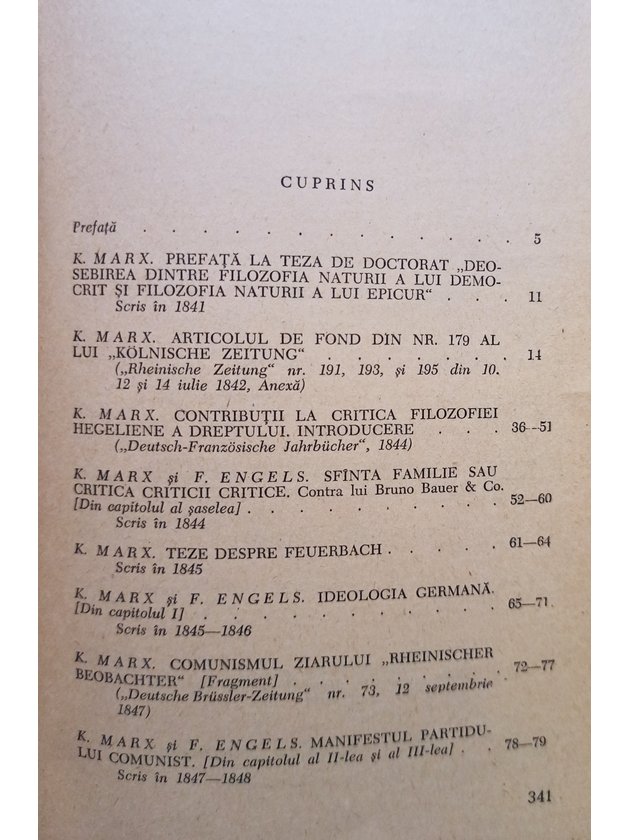 CUPRINS
Prefață . . . . . . . . . . . . . 5
K. MARX. PREFAȚĂ LA TEZA DE DOCTORAT „DEO-
SEBIREA DINTRE FILOZOFIA NATURII A LUI DEMO-
CRIT ȘI FILOZOFIA NATURII A LUI EPICUR“ . . . 11
Scris în 1841
K. MARX. ARTICOLUL DE FOND DIN NR. 179 AL
LUI „KÖLNISCHE ZEITUNG“ . . . . . . . 14
(„Rheinische Zeitung“ nr. 191, 193, și 195 din 10,
12 și 14 iulie 1842, Anexă)
K. MARX. CONTRIBUȚII LA CRITICA FILOZOFIEI
HEGELIENE A DREPTULUI. INTRODUCERE . . . 36—51
(„Deutsch-Französische Jahrbücher“, 1844)
K. MARX și F. ENGELS. SFÎNTA FAMILIE SAU
CRITICA CRITICII CRITICE. Contra lui Bruno Bauer & Co.
[Din capitolul al șaselea] . . . . . . . . . 52—60
Scris în 1844
K. MARX. TEZE DESPRE FEUERBACH . . . . . 61—64
Scris în 1845
K. MARX și F. ENGELS. IDEOLOGIA GERMANĂ.
[Din capitolul I] . . . . . . . . . . . 65—71
Scris în 1845—1846
K. MARX. COMUNISMUL ZIARULUI „RHEINISCHER
BEOBACHTER“ [Fragment] . . . . . . . . 72—77
(„Deutsche Brüssler-Zeitung“ nr. 73, 12 septembrie
1847)
K. MARX și F. ENGELS. MANIFESTUL PARTIDU-
LUI COMUNIST. [Din capitolul al II-lea și al III-lea] . . 78—79
Scris în 1847—1848
341